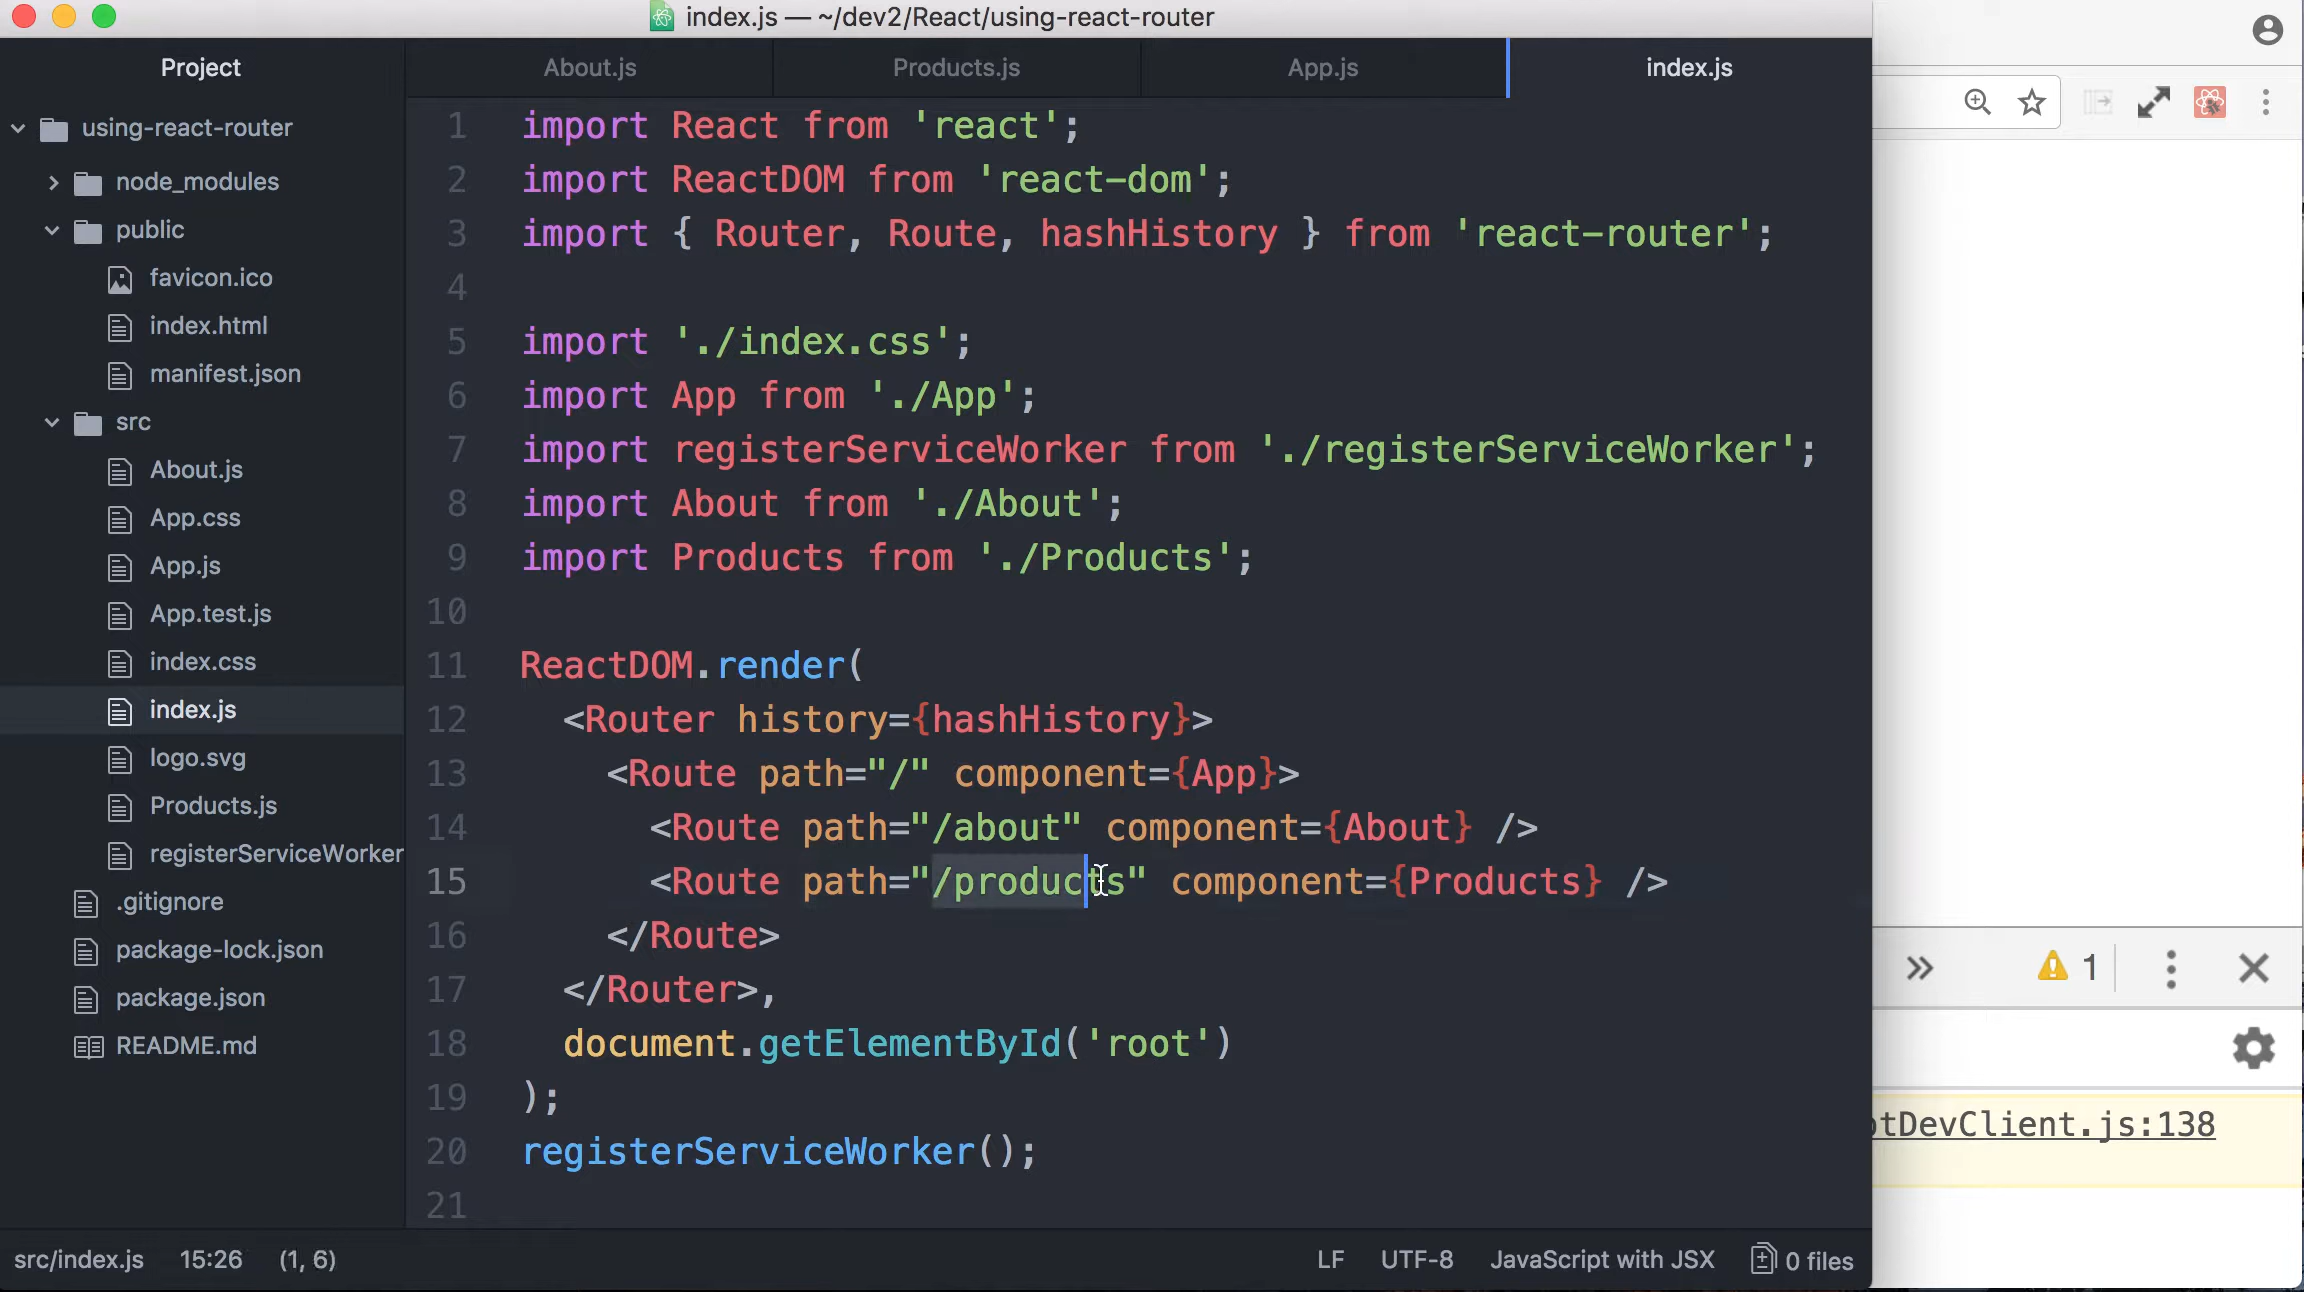 index.js — ~/dev2/React/using-react-router
Project
About.js
Products.js
App.js
index.js
using-react-router
node_modules
public
favicon.ico
index.html
manifest.json
src
About.js
App.css
App.js
App.test.js
index.css
index.js
logo.svg
Products.js
registerServiceWorker
.gitignore
package-lock.json
package.json
README.md
1 import React from 'react';
2 import ReactDOM from 'react-dom';
3 import { Router, Route, hashHistory } from 'react-router';
4
5 import './index.css';
6 import App from './App';
7 import registerServiceWorker from './registerServiceWorker';
8 import About from './About';
9 import Products from './Products';
10
11 ReactDOM.render(
12 <Router history={hashHistory}>
13 <Route path="/" component={App}>
14 <Route path="/about" component={About} />
15 <Route path="/products" component={Products} />
16 </Route>
17 </Router>,
18 document.getElementById('root')
19 );
20 registerServiceWorker();
21
1
otDevClient.js:138
src/index.js 15:26 (1, 6) LF UTF-8 JavaScript with JSX 0 files